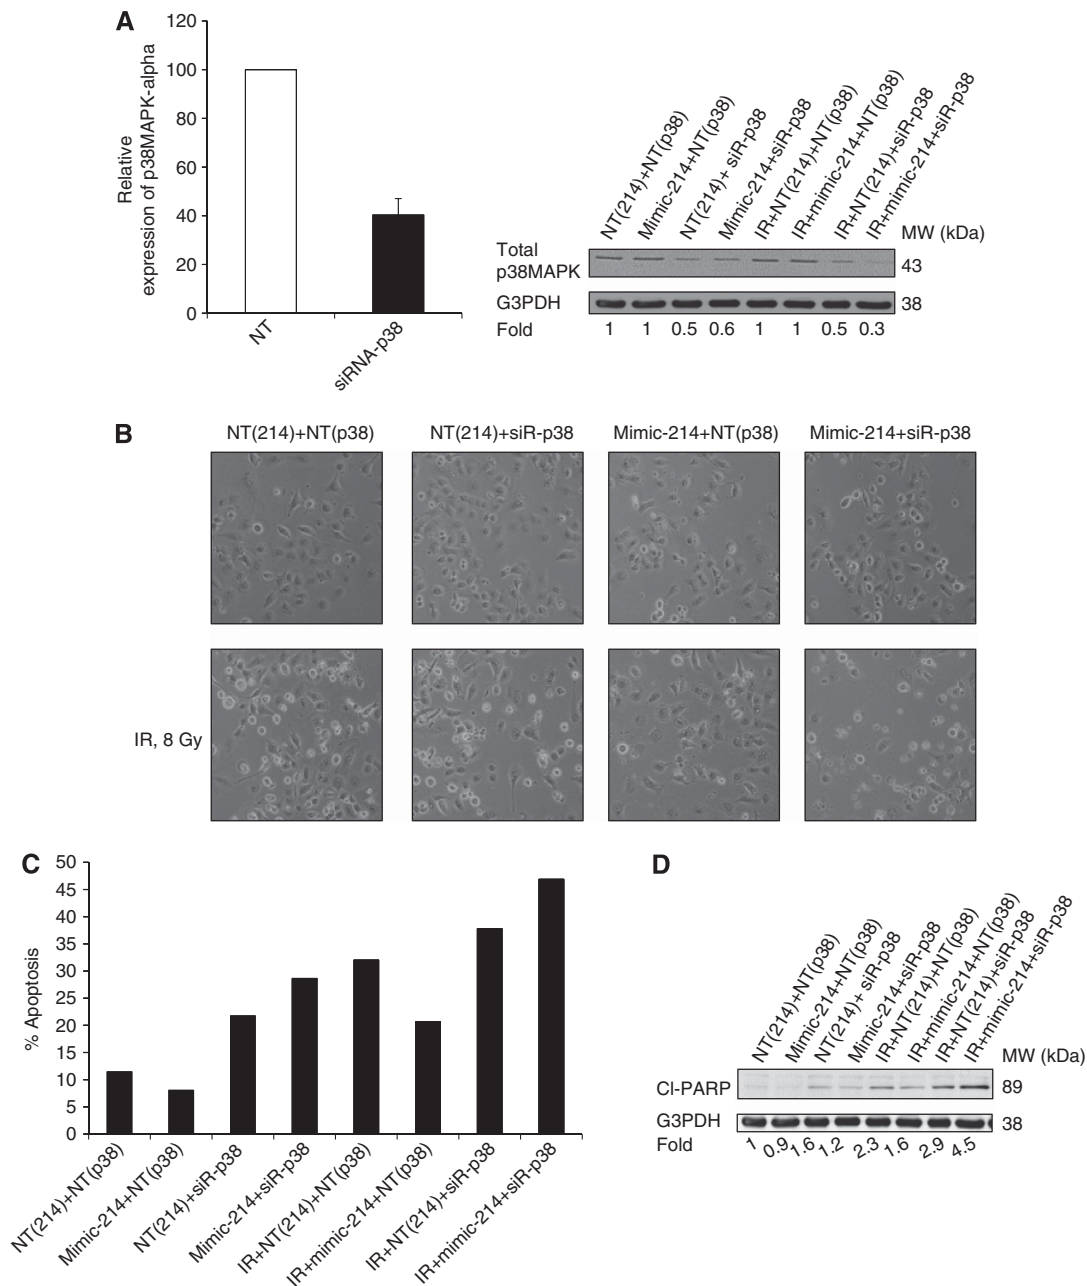 A
Relative
expression of p38MAPK-alpha
120
100
80
60
40
20
0
NT
siRNA-p38
NT(214)+NT(p38)
Mimic-214+NT(p38)
NT(214)+ siR-p38
Mimic-214+siR-p38
IR+NT(214)+NT(p38)
IR+mimic-214+NT(p38)
IR+NT(214)+siR-p38
IR+mimic-214+siR-p38
MW (kDa)
Total
p38MAPK
43
G3PDH
38
Fold 1 1 0.5 0.6 1 1 0.5 0.3
B
NT(214)+NT(p38) NT(214)+siR-p38 Mimic-214+NT(p38) Mimic-214+siR-p38
IR, 8 Gy
C
% Apoptosis
50
45
40
35
30
25
20
15
10
5
0
NT(214)+NT(p38)
Mimic-214+NT(p38)
NT(214)+siR-p38
Mimic-214+siR-p38
IR+NT(214)+NT(p38)
IR+mimic-214+NT(p38)
IR+NT(214)+siR-p38
IR+mimic-214+siR-p38
D
NT(214)+NT(p38)
Mimic-214+NT(p38)
NT(214)+ siR-p38
Mimic-214+siR-p38
IR+NT(214)+NT(p38)
IR+mimic-214+NT(p38)
IR+NT(214)+siR-p38
IR+mimic-214+siR-p38
MW (kDa)
Cl-PARP 89
G3PDH 38
Fold 1 0.9 1.6 1.2 2.3 1.6 2.9 4.5